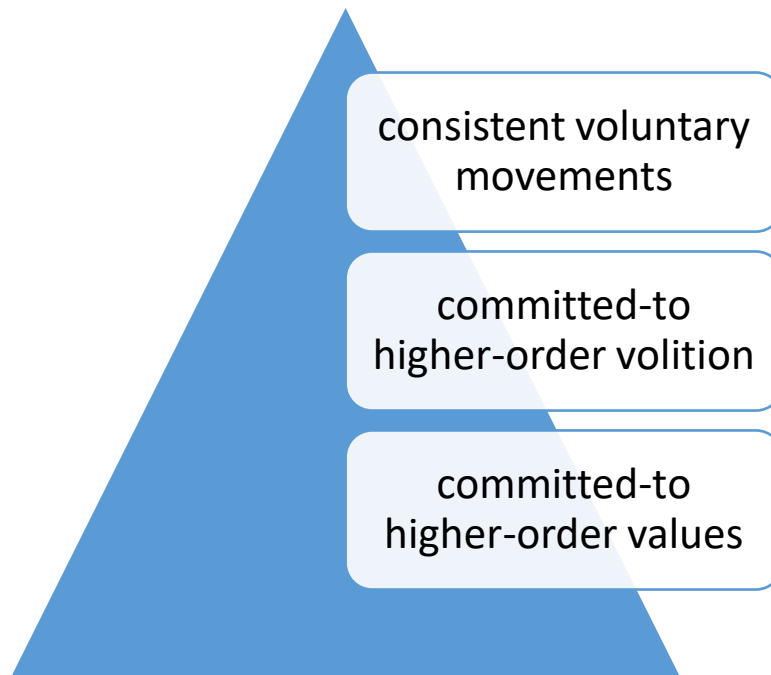 consistent voluntary
movements
committed-to
higher-order volition
committed-to
higher-order values